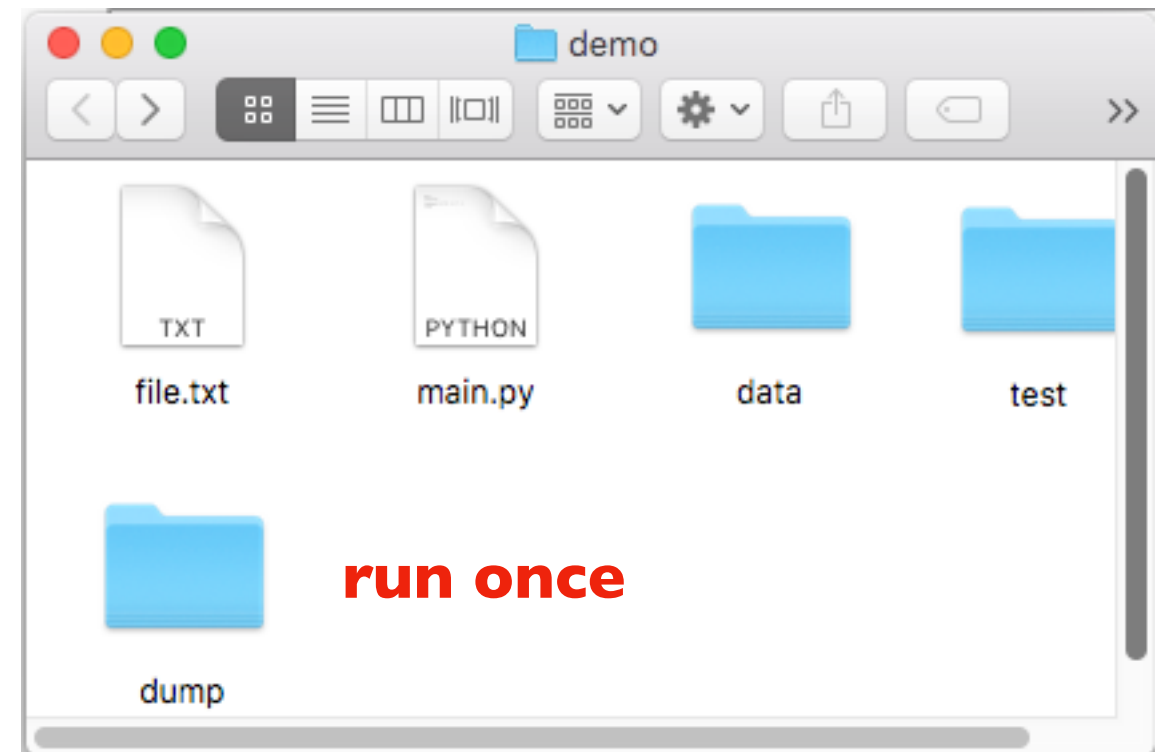 demo
TXT
PYTHON
file.txt
main.py
data
test
run once
dump